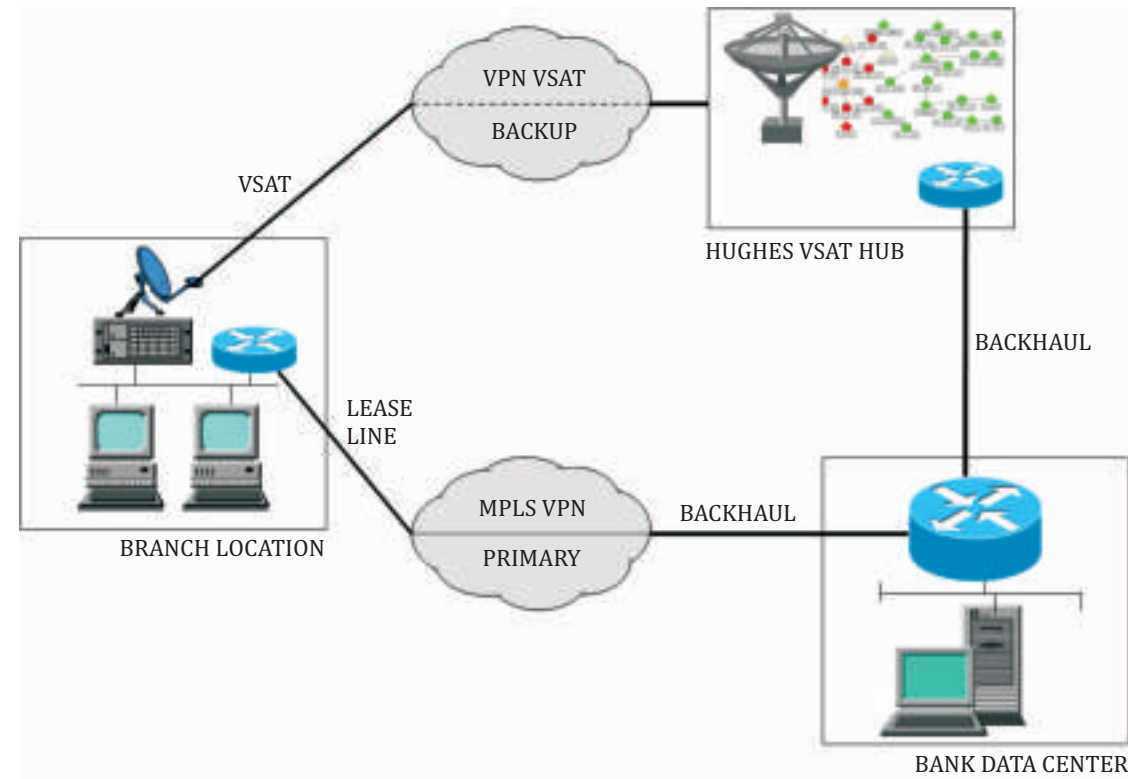 VPN VSAT
BACKUP
VSAT
HUGHES VSAT HUB
BACKHAUL
LEASE
LINE
MPLS VPN
PRIMARY
BACKHAUL
BRANCH LOCATION
BANK DATA CENTER